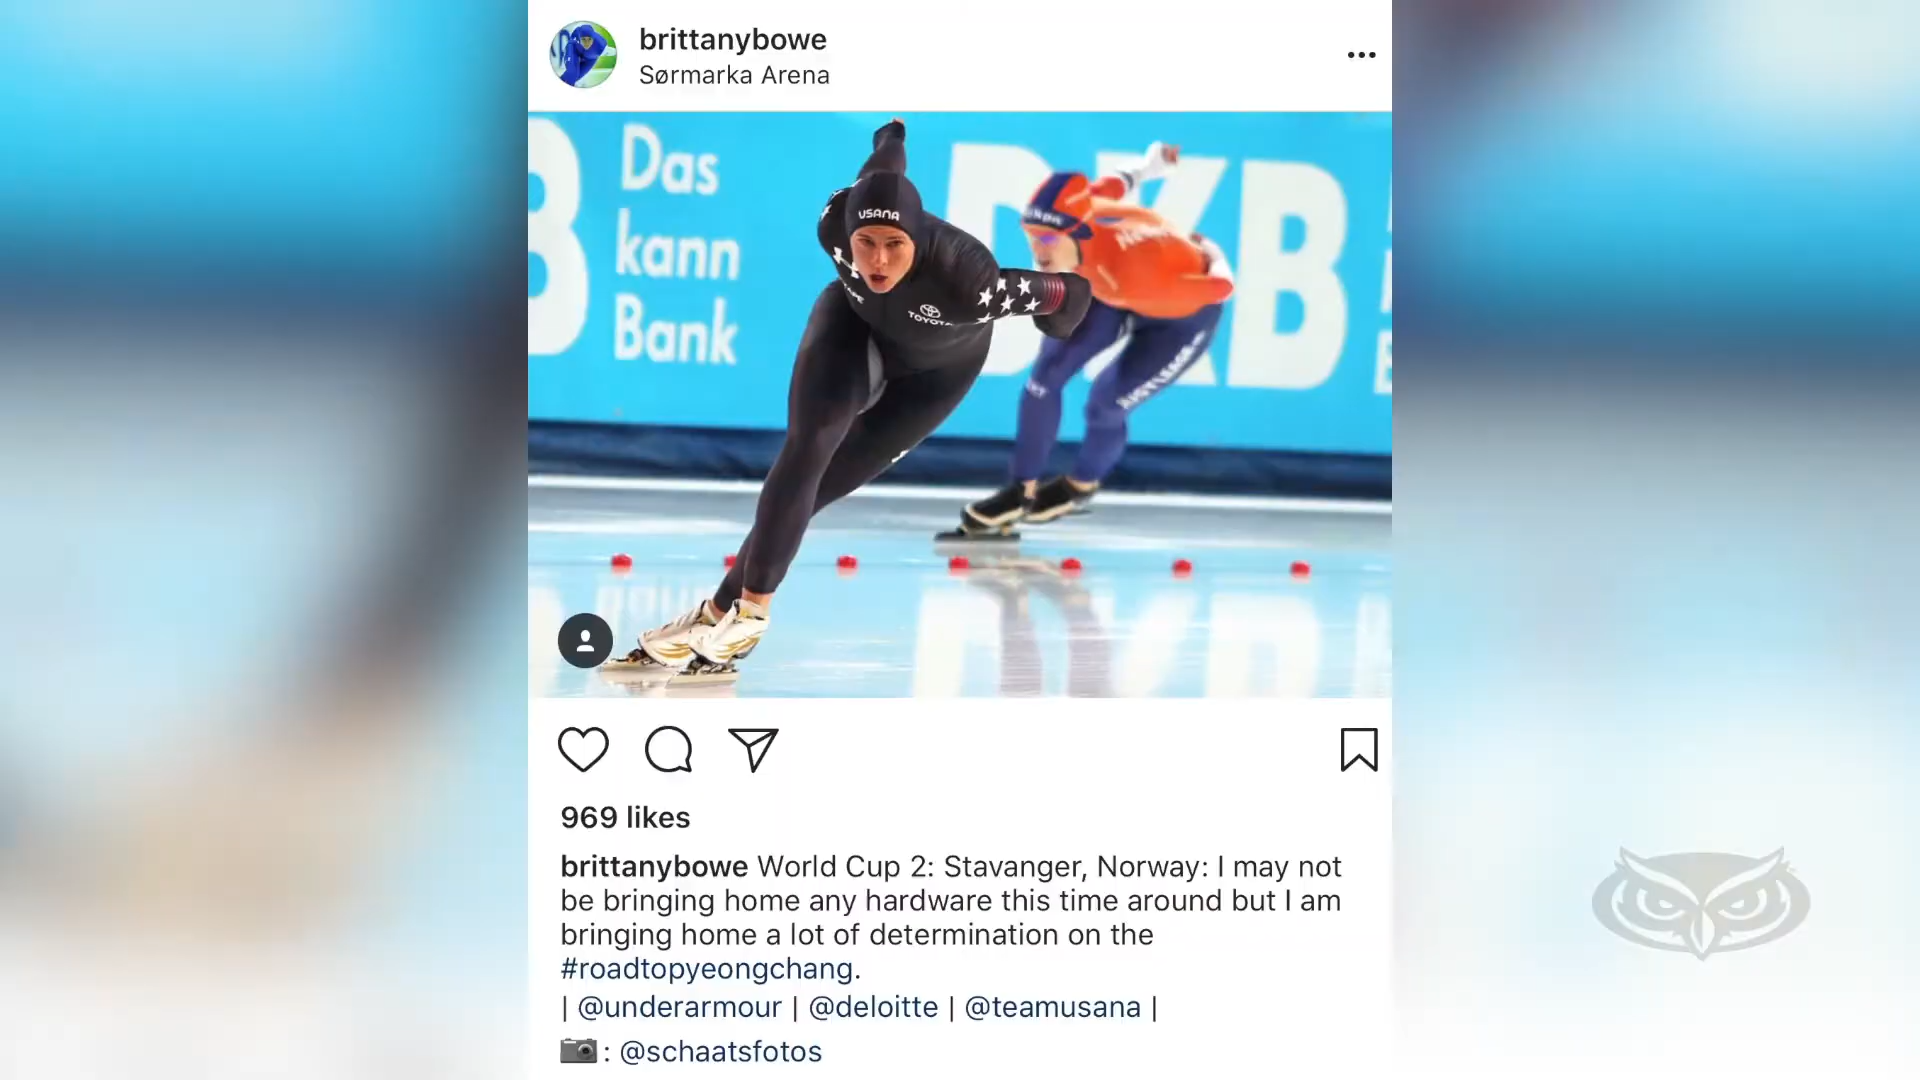 brittanybowe
Sørmarka Arena
Das
kann
Bank
DKB
USANA
TOYOTA
969 likes
brittanybowe World Cup 2: Stavanger, Norway: I may not
be bringing home any hardware this time around but I am
bringing home a lot of determination on the
#roadtopyeongchang.
| @underarmour | @deloitte | @teamusana |
: @schaatsfotos